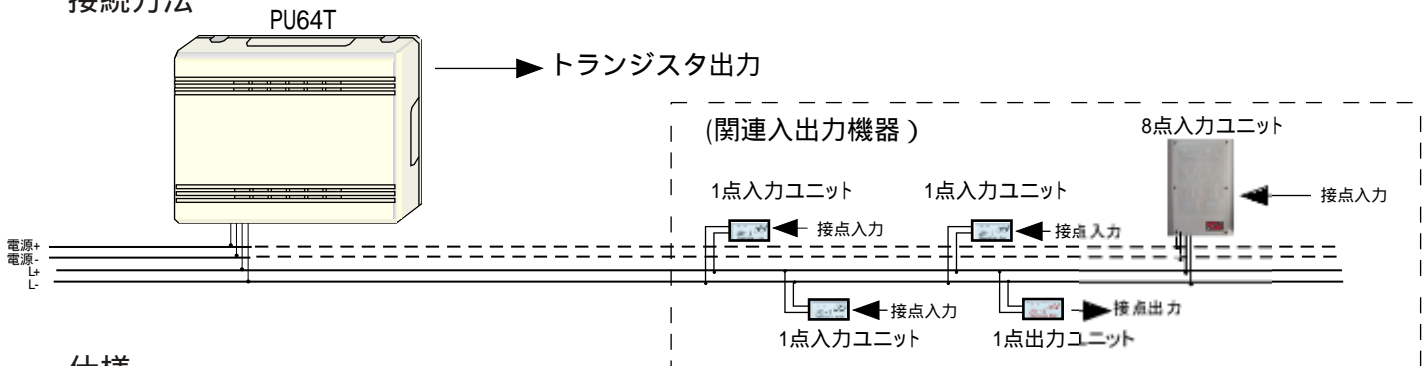 接続方法
PU64T
トランジスタ出力
(関連入出力機器)
8点入力ユニット
1点入力ユニット
1点入力ユニット
接点入力
接点入力
接点入力
電源+
電源-
L+
L-
接点入力
接点出力
1点入力ユニット
1点出力ユニット
仕様